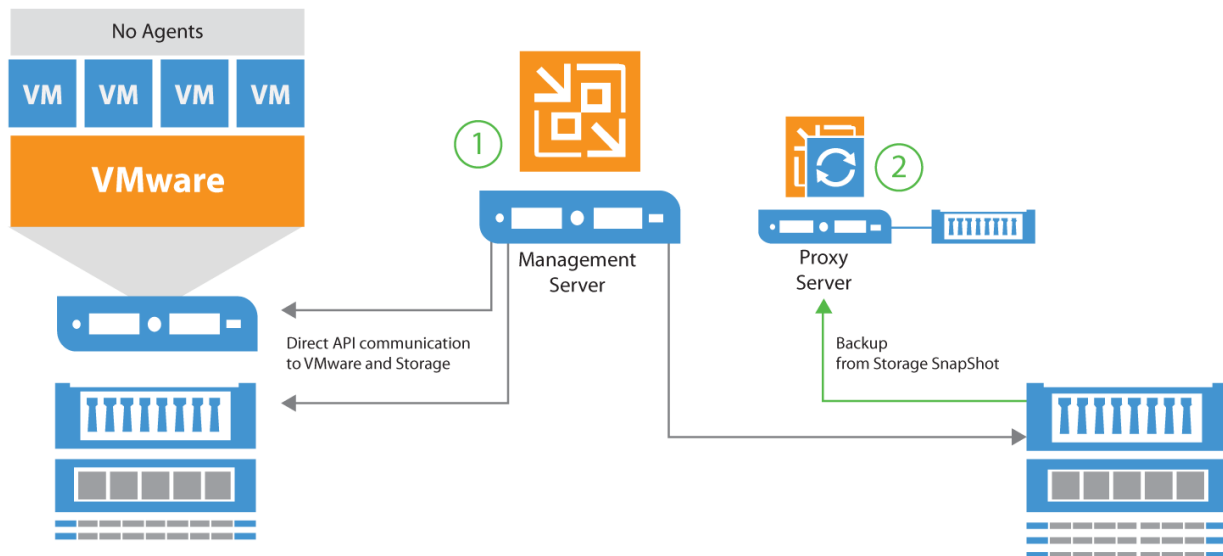 No Agents
VM VM VM VM
VMware
1
Management
Server
2
Proxy
Server
Direct API communication
to VMware and Storage
Backup
from Storage SnapShot